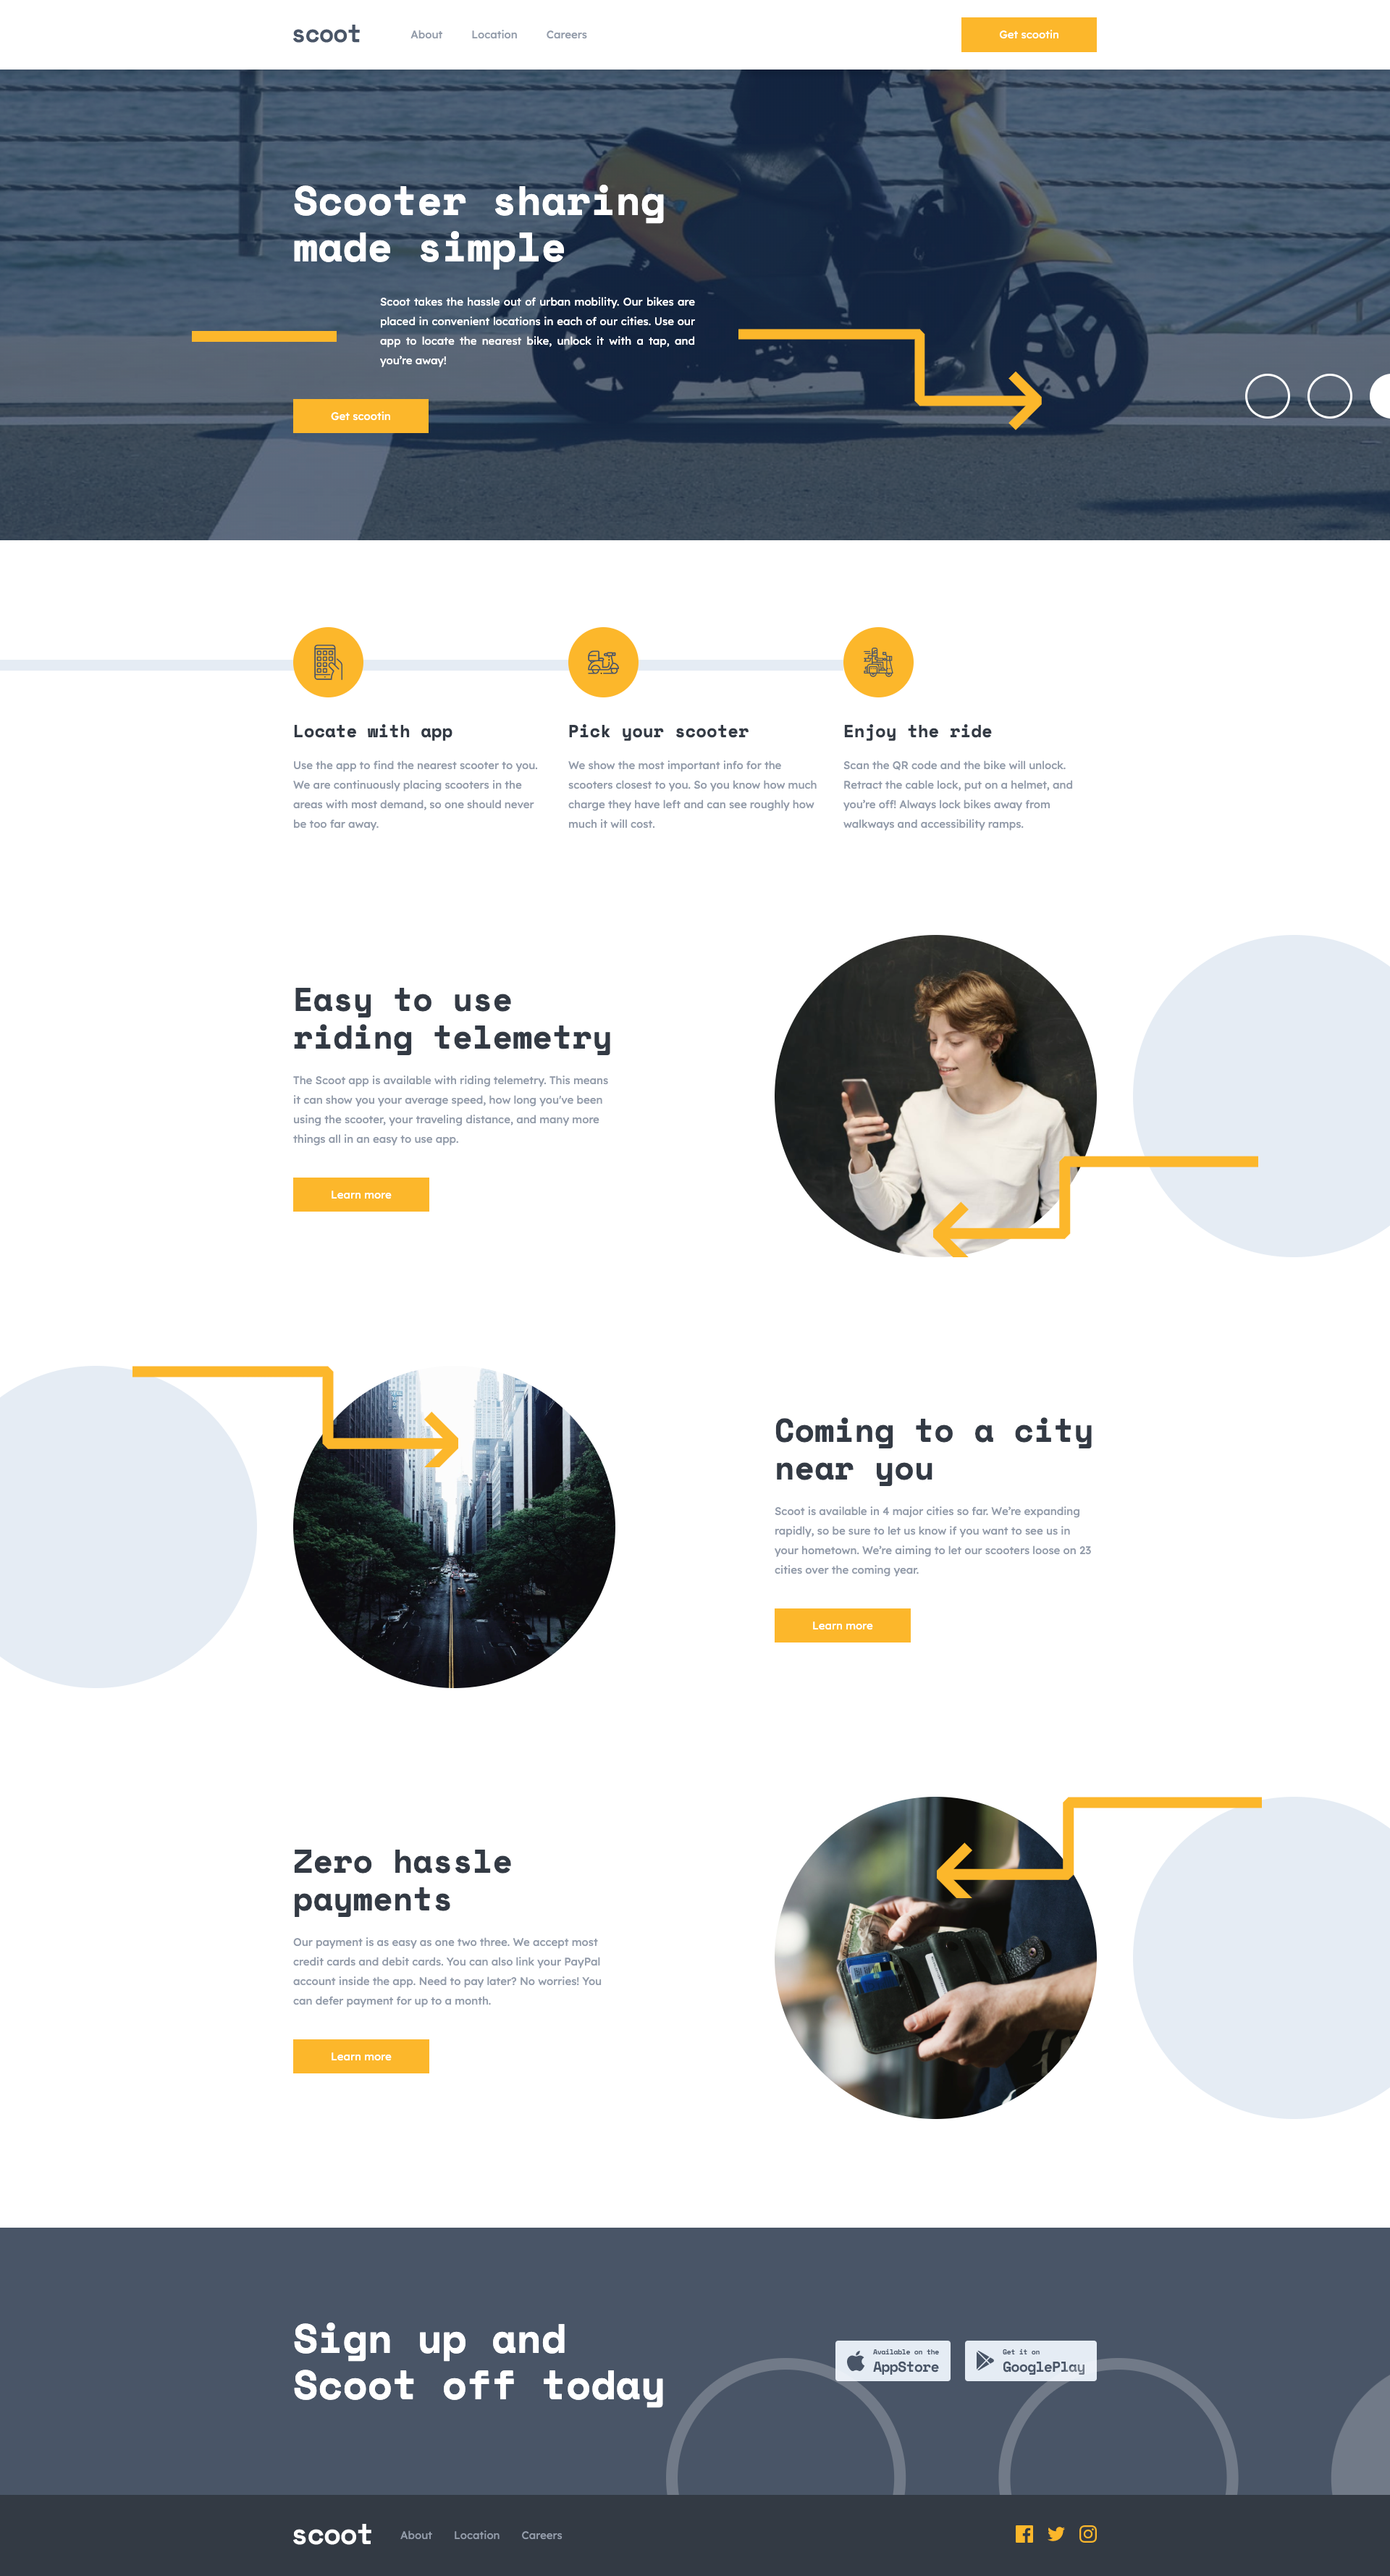 scoot
About
Location
Careers
Get scootin
Scooter sharing
made simple
Scoot takes the hassle out of urban mobility. Our bikes are
placed in convenient locations in each of our cities. Use our
app to locate the nearest bike, unlock it with a tap, and
you're away!
Get scootin
Locate with app
Use the app to find the nearest scooter to you.
We are continuously placing scooters in the
areas with most demand, so one should never
be too far away.
Pick your scooter
We show the most important info for the
scooters closest to you. So you know how much
charge they have left and can see roughly how
much it will cost.
Enjoy the ride
Scan the QR code and the bike will unlock.
Retract the cable lock, put on a helmet, and
you're off! Always lock bikes away from
walkways and accessibility ramps.
Easy to use
riding telemetry
The Scoot app is available with riding telemetry. This means
it can show you your average speed, how long you've been
using the scooter, your traveling distance, and many more
things all in an easy to use app.
Learn more
Coming to a city
near you
Scoot is available in 4 major cities so far. We're expanding
rapidly, so be sure to let us know if you want to see us in
your hometown. We're aiming to let our scooters loose on 23
cities over the coming year.
Learn more
Zero hassle
payments
Our payment is as easy as one two three. We accept most
credit cards and debit cards. You can also link your PayPal
account inside the app. Need to pay later? No worries! You
can defer payment for up to a month.
Learn more
Sign up and
Scoot off today
Available on the
AppStore
Get it on
GooglePlay
scoot
About
Location
Careers